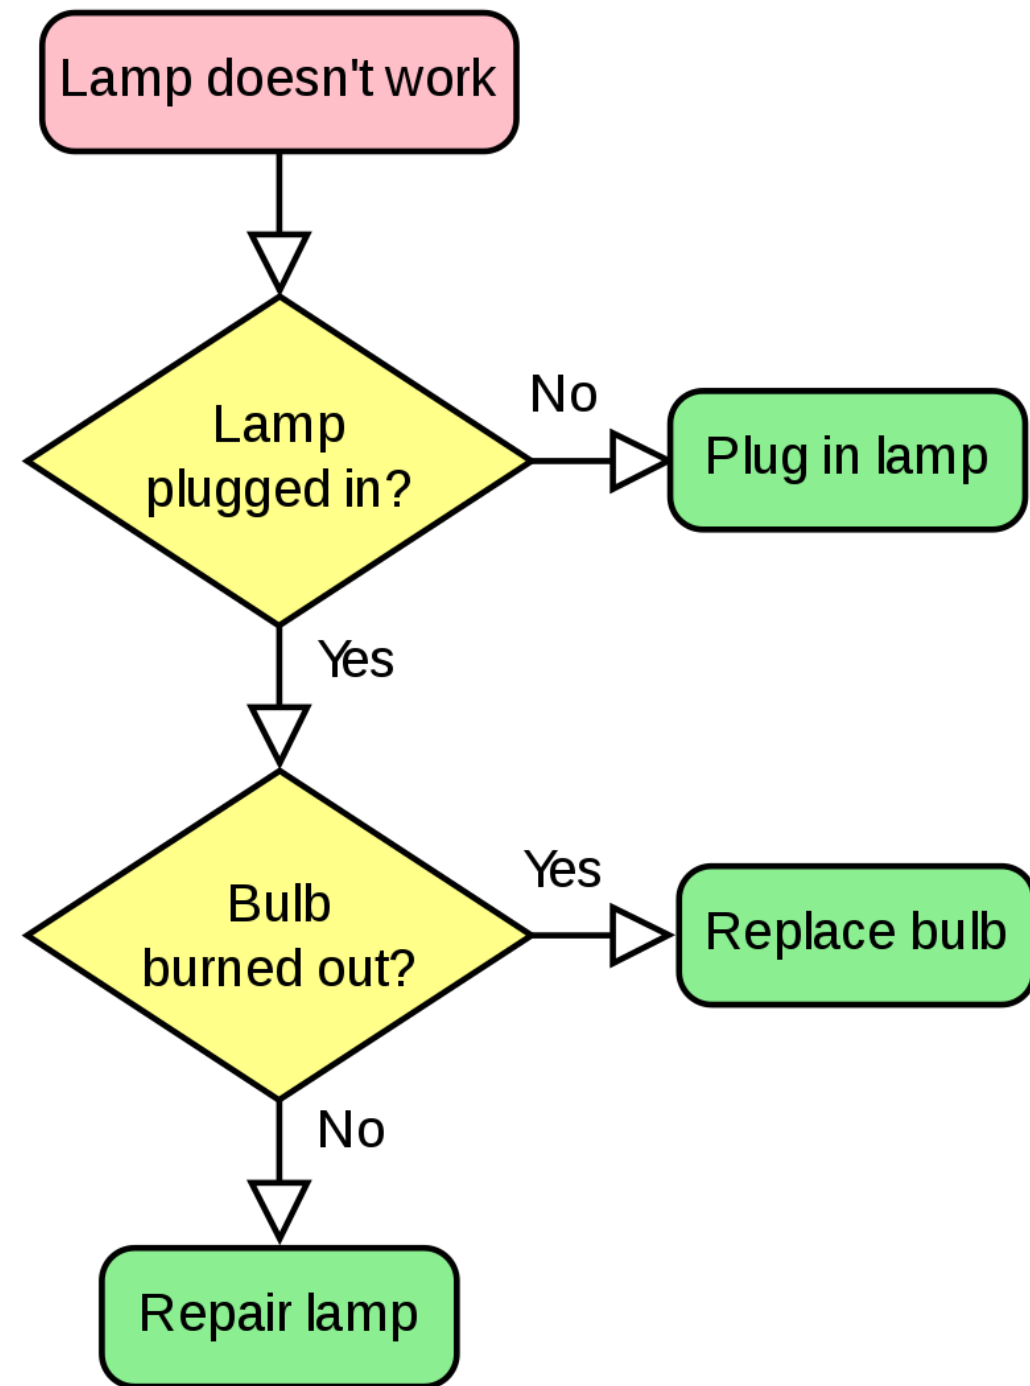 Lamp doesn't work
Lamp
plugged in?
No
Plug in lamp
Yes
Bulb
burned out?
Yes
Replace bulb
No
Repair lamp